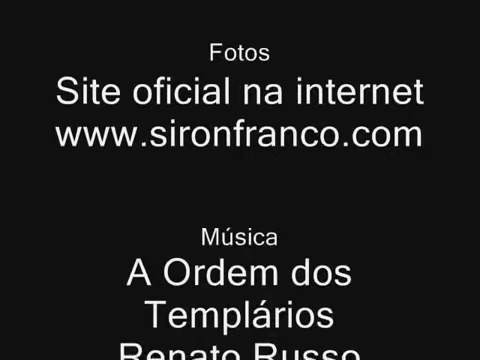 Fotos
Site oficial na internet
www.sironfranco.com
Música
A Ordem dos
Templários
Renato Russo